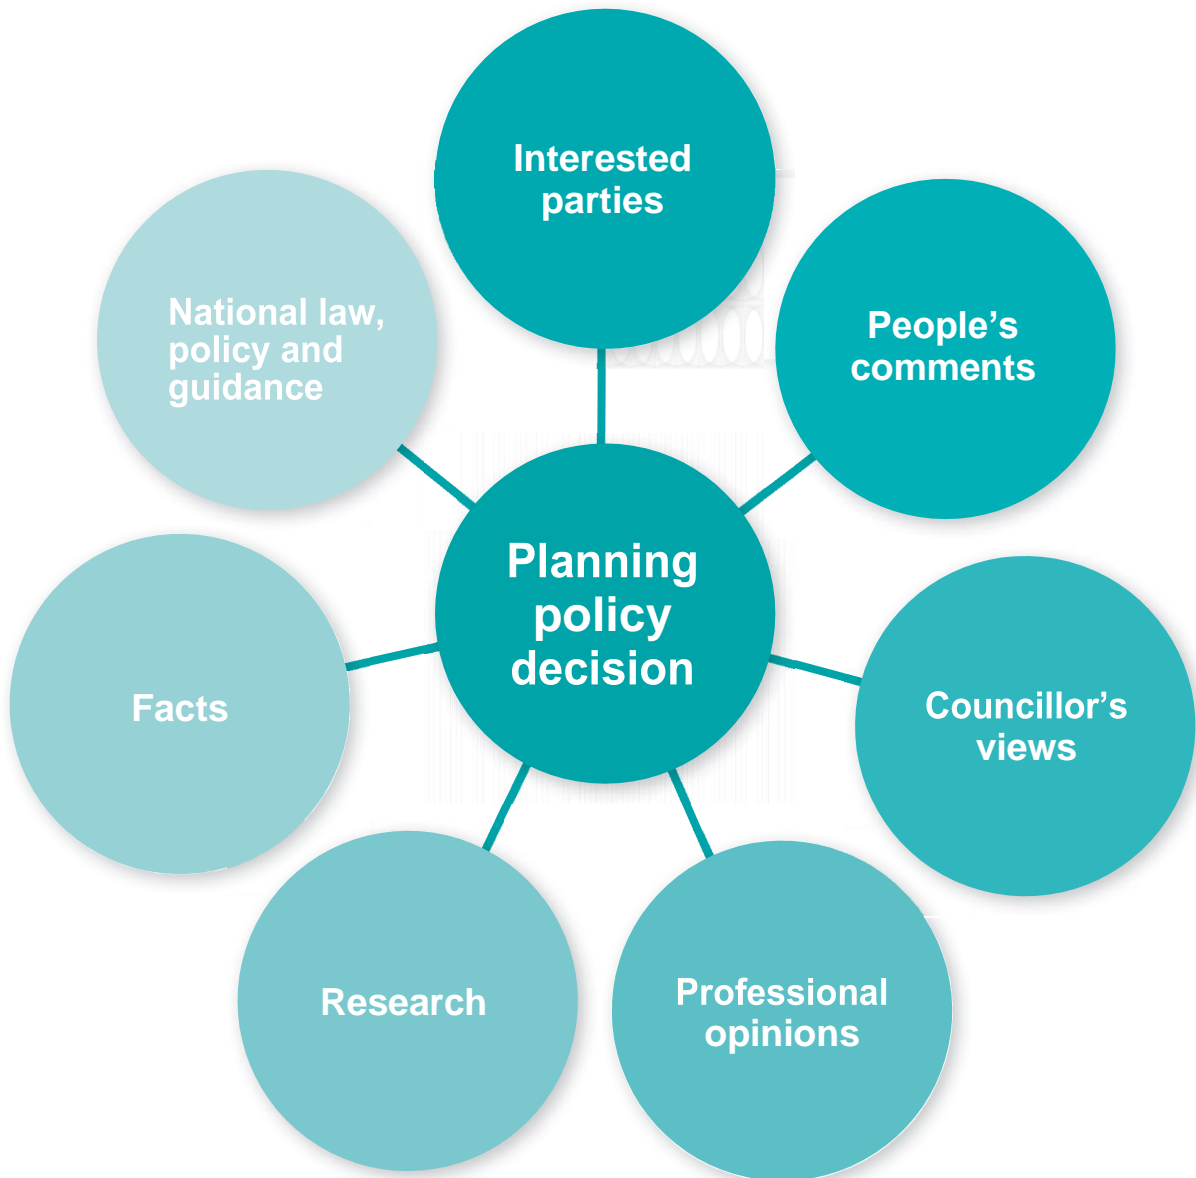 Interested
parties
People’s
comments
Councillor’s
views
Professional
opinions
Research
Facts
National law,
policy and
guidance
Planning
policy
decision